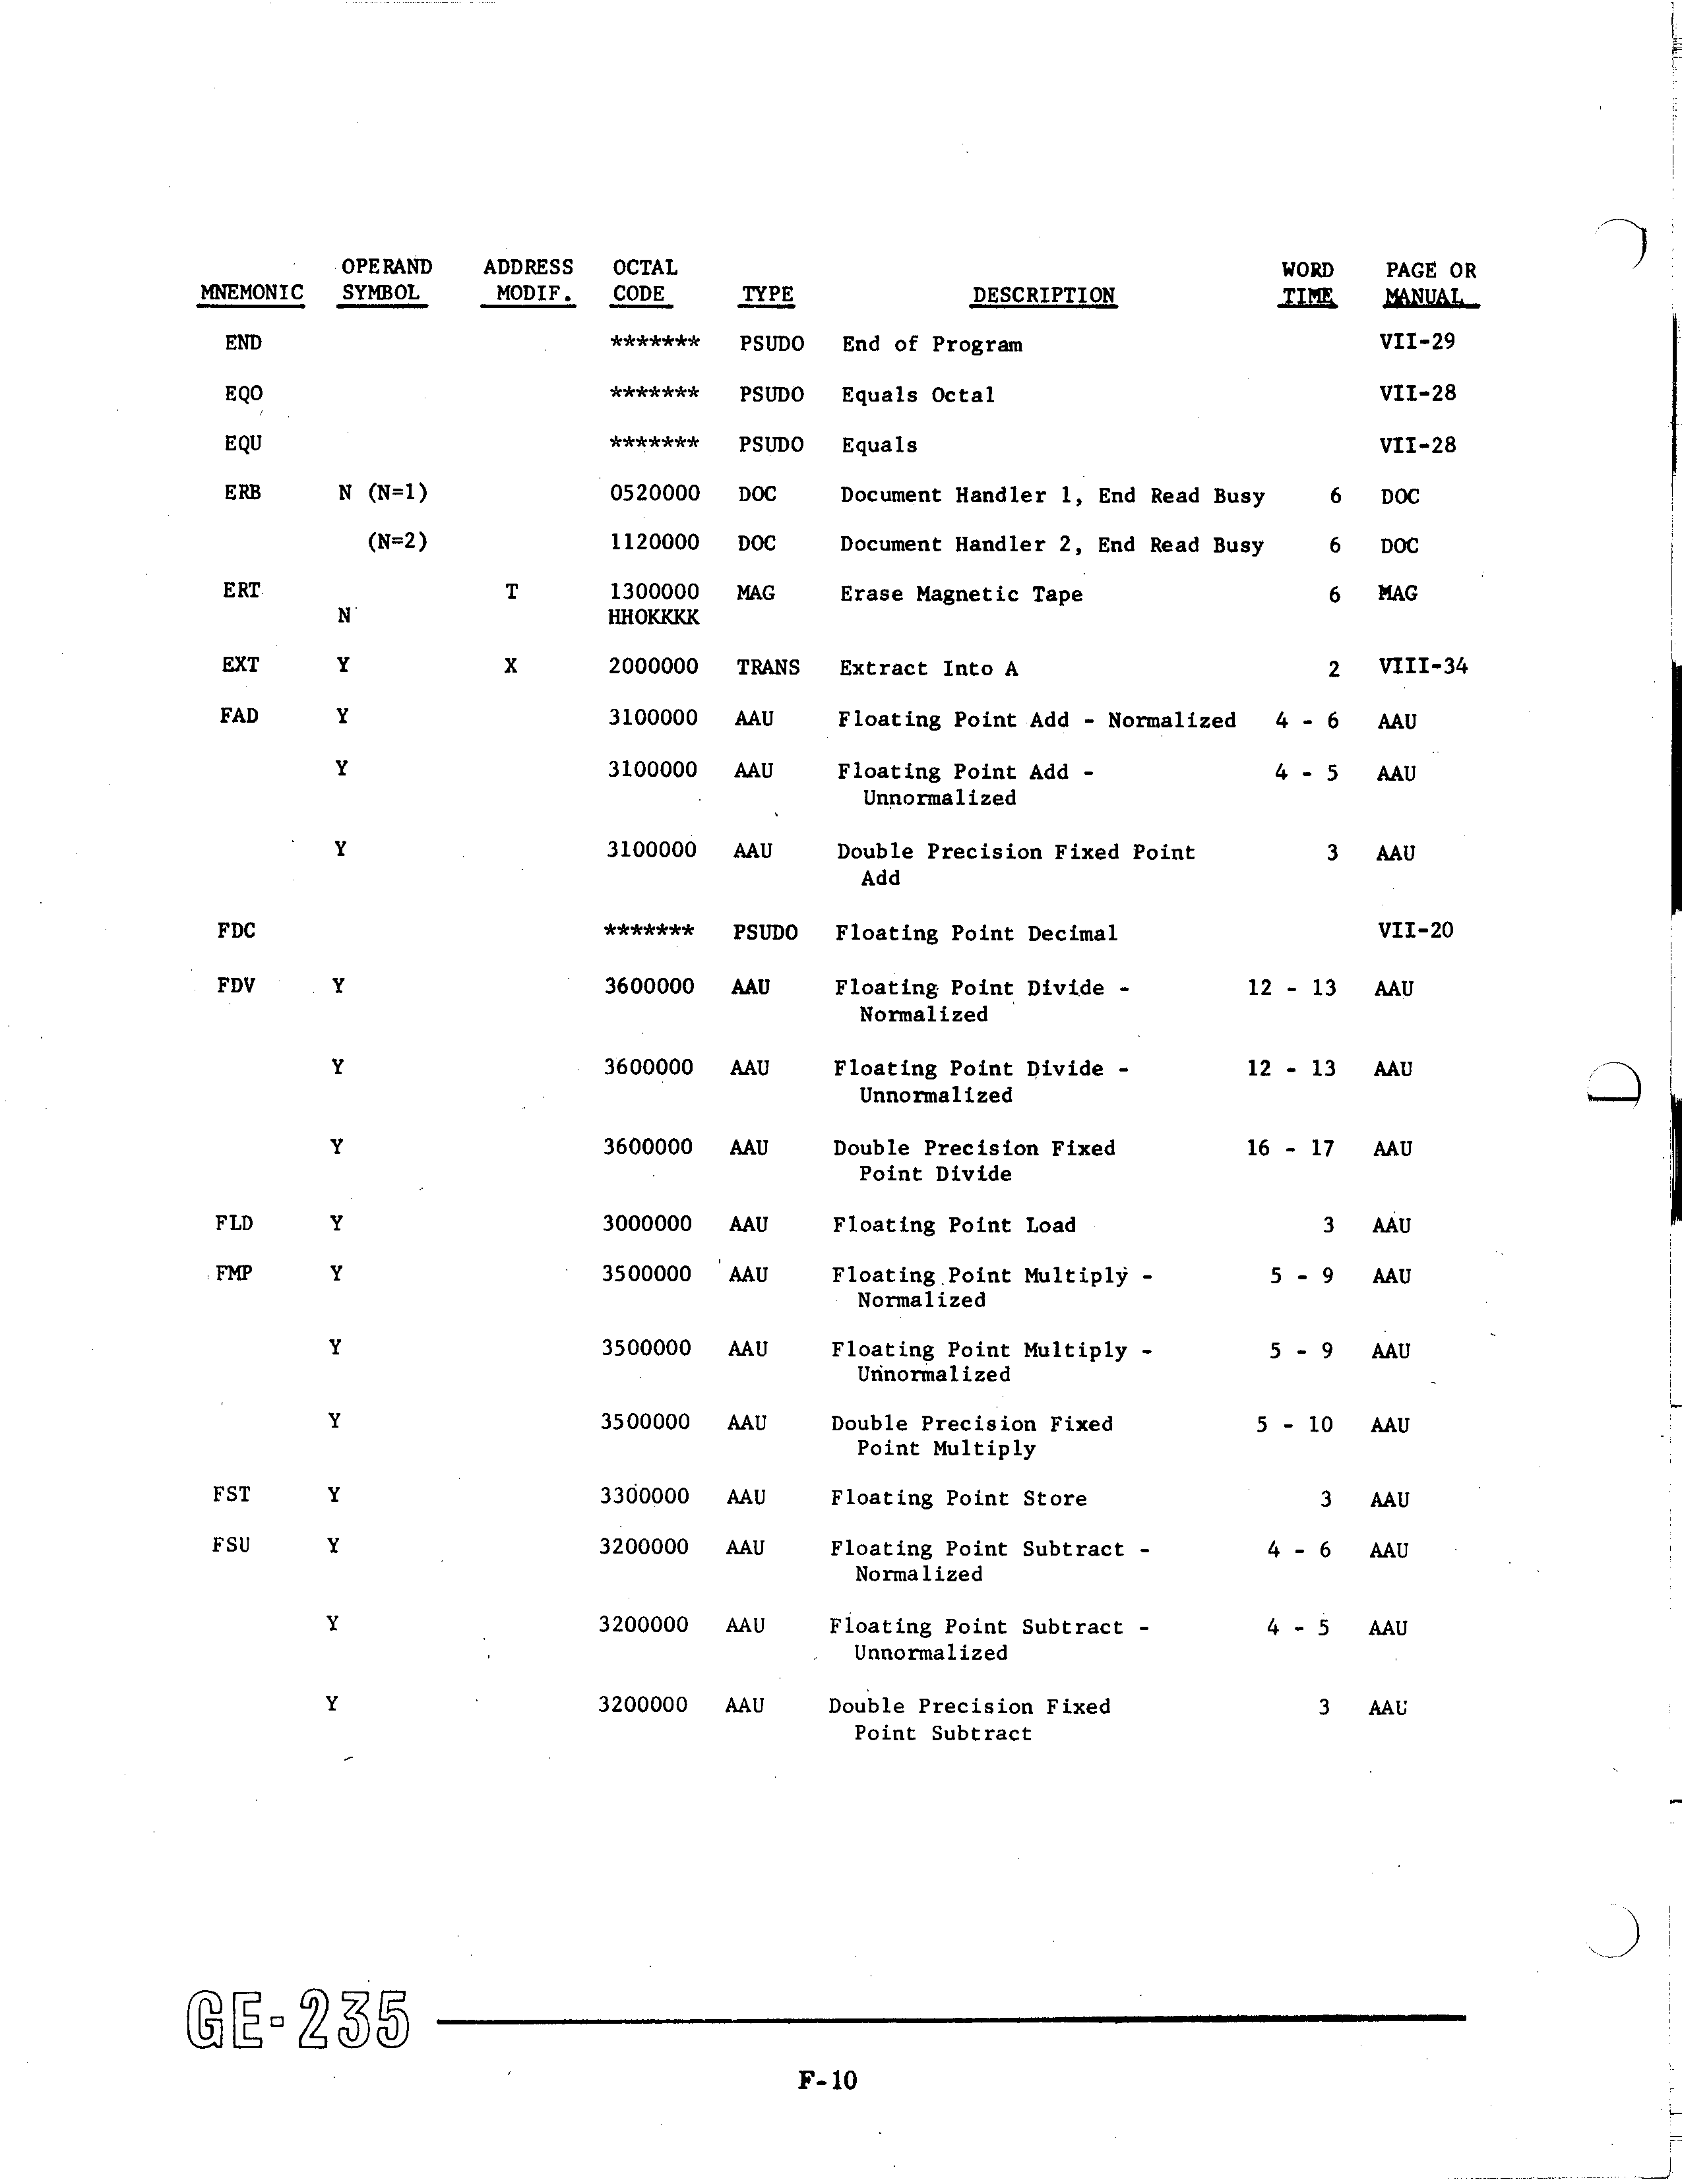 OPERAND ADDRESS OCTAL WORD PAGE OR
MNEMONIC SYMBOL MODIF. CODE TYPE DESCRIPTION TIME MANUAL
END ******* PSUDO End of Program VII-29
EQO ******* PSUDO Equals Octal VII-28
EQU ******* PSUDO Equals VII-28
ERB N (N=1) 0520000 DOC Document Handler 1, End Read Busy 6 DOC
(N=2) 1120000 DOC Document Handler 2, End Read Busy 6 DOC
ERT T 1300000 MAG Erase Magnetic Tape 6 MAG
N HHOKKKK
EXT Y X 2000000 TRANS Extract Into A 2 VIII-34
FAD Y 3100000 AAU Floating Point Add - Normalized 4 - 6 AAU
Y 3100000 AAU Floating Point Add - 4 - 5 AAU
Unnormalized
Y 3100000 AAU Double Precision Fixed Point 3 AAU
Add
FDC ******* PSUDO Floating Point Decimal VII-20
FDV Y 3600000 AAU Floating Point Divide - 12 - 13 AAU
Normalized
Y 3600000 AAU Floating Point Divide - 12 - 13 AAU
Unnormalized
Y 3600000 AAU Double Precision Fixed 16 - 17 AAU
Point Divide
FLD Y 3000000 AAU Floating Point Load 3 AAU
FMP Y 3500000 AAU Floating Point Multiply - 5 - 9 AAU
Normalized
Y 3500000 AAU Floating Point Multiply - 5 - 9 AAU
Unnormalized
Y 3500000 AAU Double Precision Fixed 5 - 10 AAU
Point Multiply
FST Y 3300000 AAU Floating Point Store 3 AAU
FSU Y 3200000 AAU Floating Point Subtract - 4 - 6 AAU
Normalized
Y 3200000 AAU Floating Point Subtract - 4 - 5 AAU
Unnormalized
Y 3200000 AAU Double Precision Fixed 3 AAU
Point Subtract
GE-235
F-10